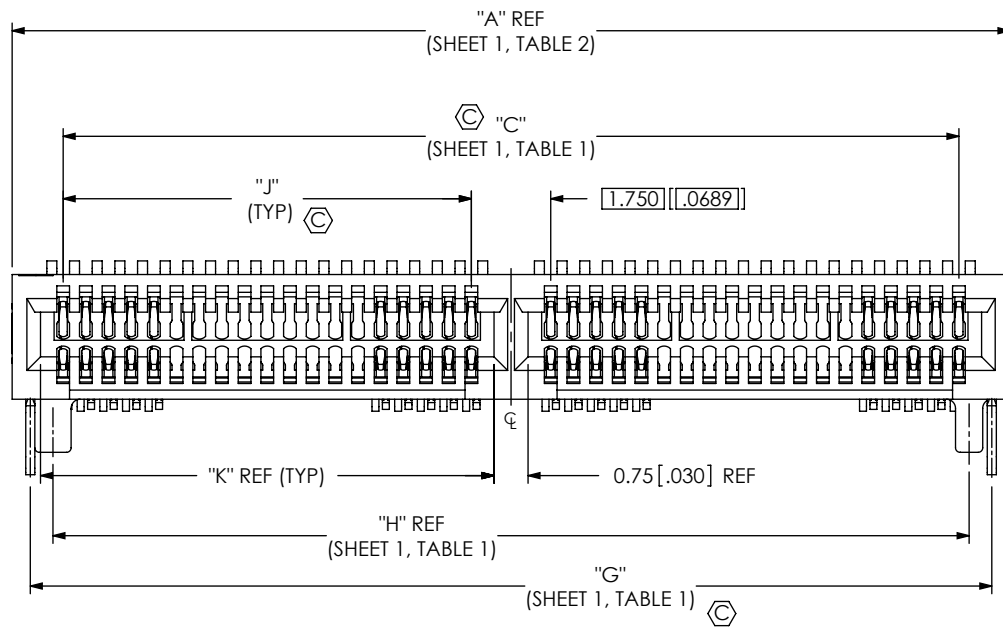 "A" REF
(SHEET 1, TABLE 2)
C "C"
(SHEET 1, TABLE 1)
"J"
(TYP) C
1.750 [.0689]
℄
"K" REF (TYP)
0.75 [.030] REF
"H" REF
(SHEET 1, TABLE 1)
"G"
(SHEET 1, TABLE 1) C